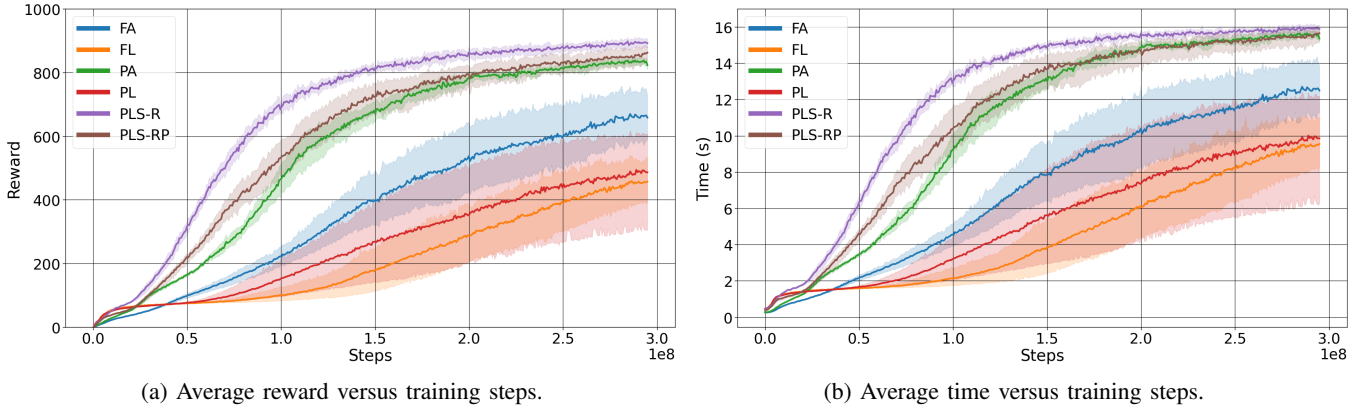 1000
800
600
400
200
0
Reward
FA
FL
PA
PL
PLS-R
PLS-RP
0.0 0.5 1.0 1.5 2.0 2.5 3.0
1e8
Steps
16
14
12
10
8
6
4
2
0
Time (s)
FA
FL
PA
PL
PLS-R
PLS-RP
0.0 0.5 1.0 1.5 2.0 2.5 3.0
1e8
Steps
(a) Average reward versus training steps.
(b) Average time versus training steps.